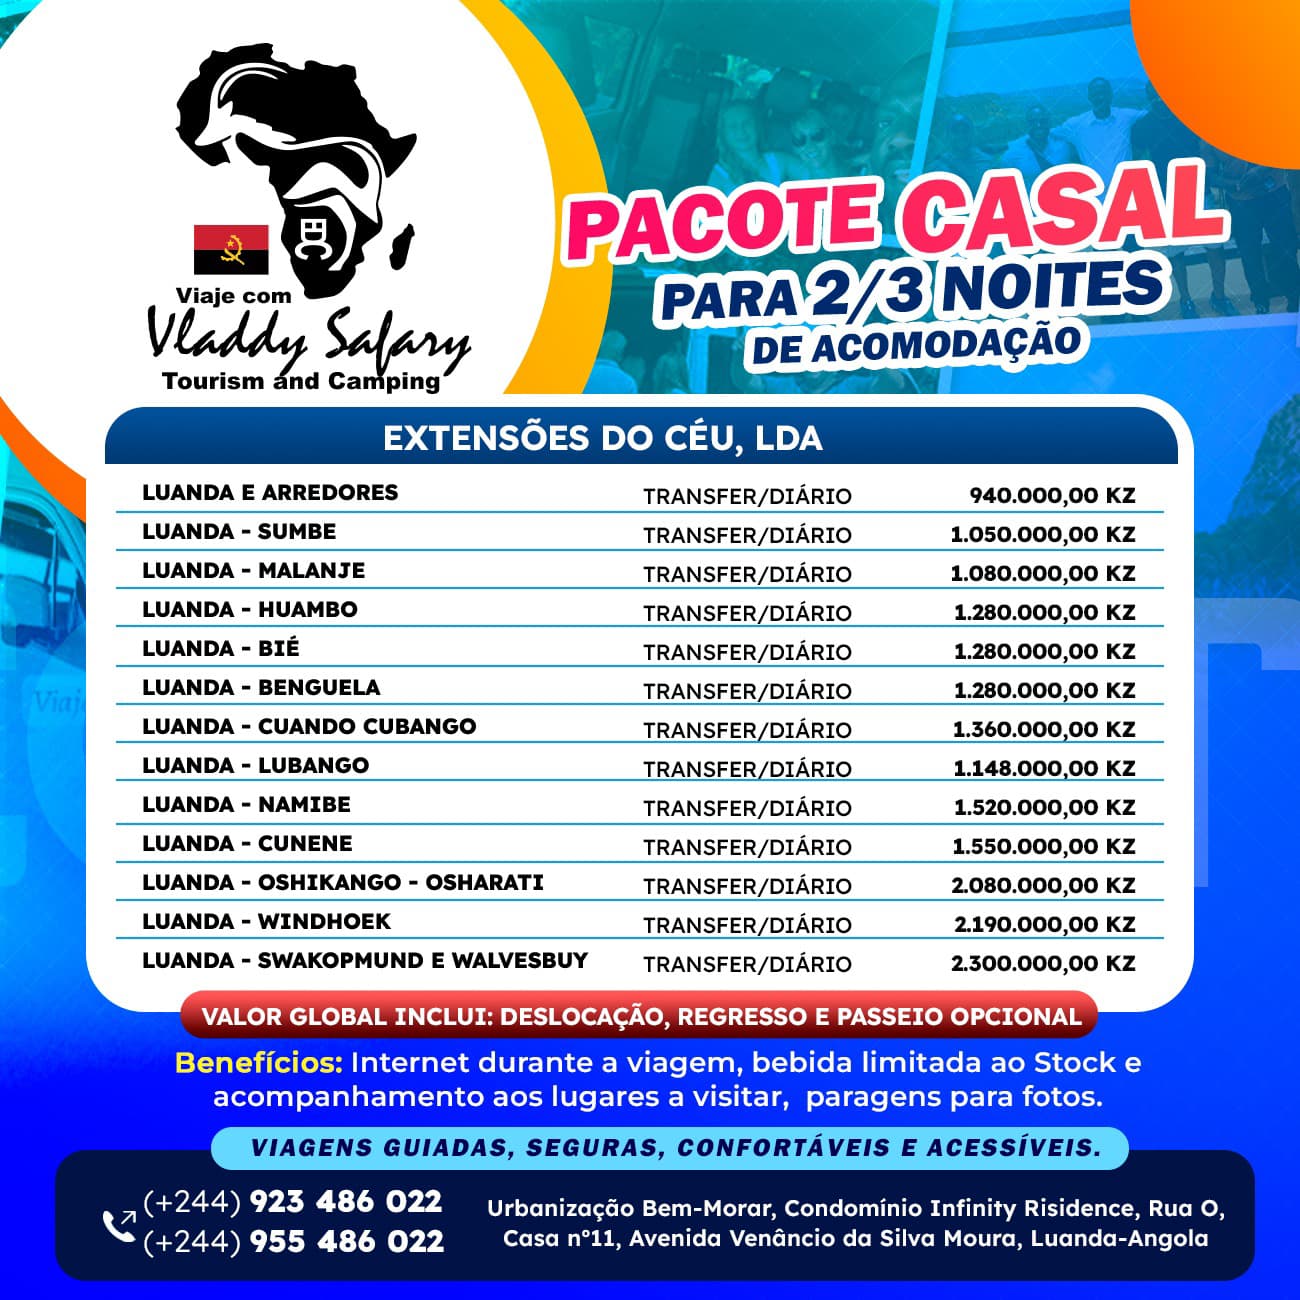 PACOTE CASAL
PARA 2/3 NOITES
DE ACOMODAÇÃO
Viaje com
Vladdy Safary
Tourism and Camping
EXTENSÕES DO CÉU, LDA
LUANDA E ARREDORES TRANSFER/DIÁRIO 940.000,00 KZ
LUANDA - SUMBE TRANSFER/DIÁRIO 1.050.000,00 KZ
LUANDA - MALANJE TRANSFER/DIÁRIO 1.080.000,00 KZ
LUANDA - HUAMBO TRANSFER/DIÁRIO 1.280.000,00 KZ
LUANDA - BIÉ TRANSFER/DIÁRIO 1.280.000,00 KZ
LUANDA - BENGUELA TRANSFER/DIÁRIO 1.280.000,00 KZ
LUANDA - CUANDO CUBANGO TRANSFER/DIÁRIO 1.360.000,00 KZ
LUANDA - LUBANGO TRANSFER/DIÁRIO 1.148.000,00 KZ
LUANDA - NAMIBE TRANSFER/DIÁRIO 1.520.000,00 KZ
LUANDA - CUNENE TRANSFER/DIÁRIO 1.550.000,00 KZ
LUANDA - OSHIKANGO - OSHARATI TRANSFER/DIÁRIO 2.080.000,00 KZ
LUANDA - WINDHOEK TRANSFER/DIÁRIO 2.190.000,00 KZ
LUANDA - SWAKOPMUND E WALVESBUY TRANSFER/DIÁRIO 2.300.000,00 KZ
VALOR GLOBAL INCLUI: DESLOCAÇÃO, REGRESSO E PASSEIO OPCIONAL
Benefícios: Internet durante a viagem, bebida limitada ao Stock e
acompanhamento aos lugares a visitar, paragens para fotos.
VIAGENS GUIADAS, SEGURAS, CONFORTÁVEIS E ACESSÍVEIS.
(+244) 923 486 022
(+244) 955 486 022
Urbanização Bem-Morar, Condomínio Infinity Risidence, Rua O,
Casa nº11, Avenida Venâncio da Silva Moura, Luanda-Angola